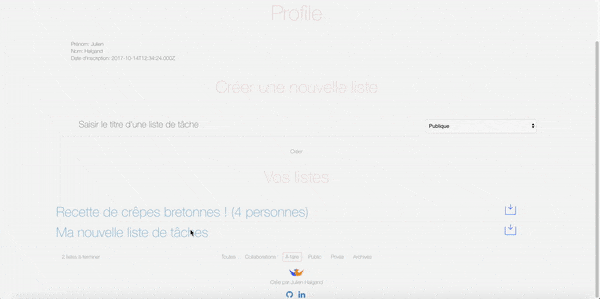 Profile
Prénom: Julien
Nom: Halgand
Date d'inscription: 2017-10-14T12:34:24.000Z
Créer une nouvelle liste
Saisir le titre d'une liste de tâche
Publique
Créer
Vos listes
Recette de crêpes bretonnes ! (4 personnes)
Ma nouvelle liste de tâches
2 listes à terminer Toutes Collaborations A faire Public Privée Archivées
Créé par Julien Halgand